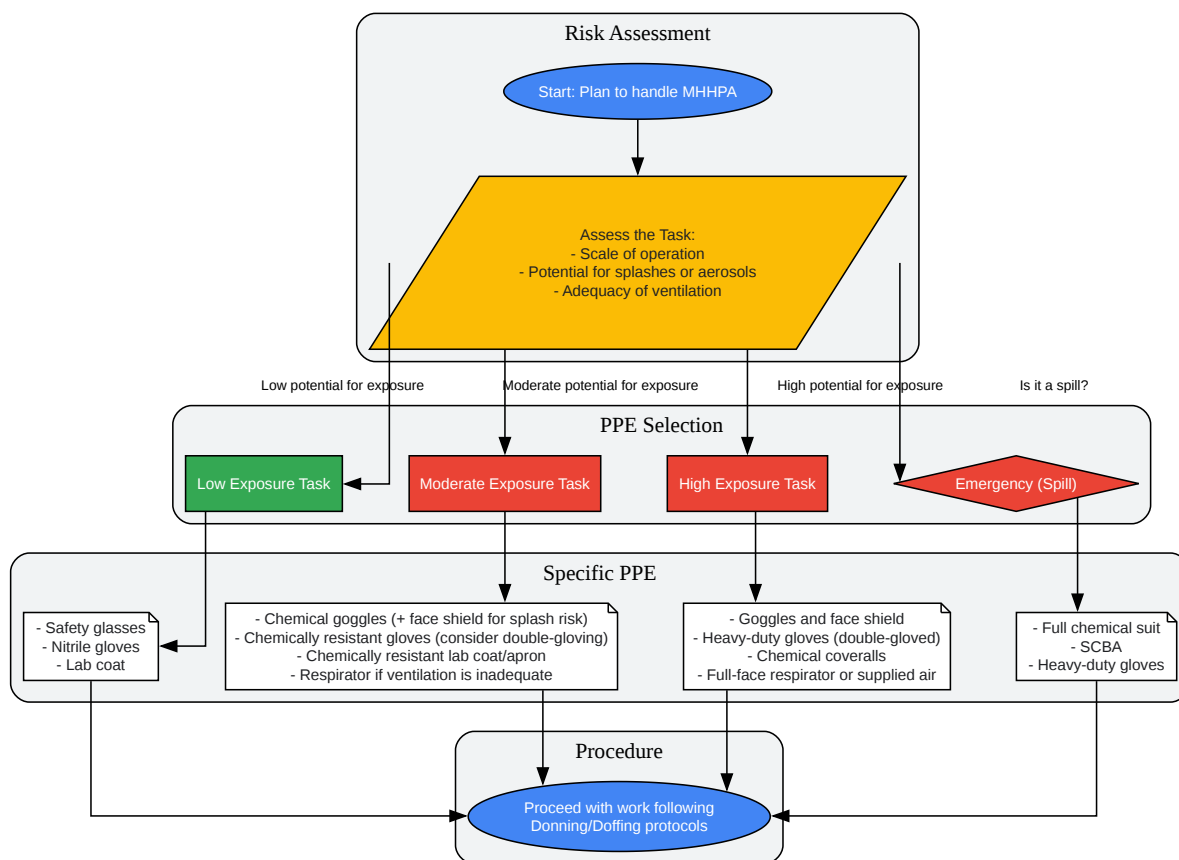 Risk Assessment
Start: Plan to handle MHHPA
Assess the Task:
- Scale of operation
- Potential for splashes or aerosols
- Adequacy of ventilation
Low potential for exposure
Moderate potential for exposure
High potential for exposure
Is it a spill?
PPE Selection
Low Exposure Task
Moderate Exposure Task
High Exposure Task
Emergency (Spill)
Specific PPE
- Safety glasses
- Nitrile gloves
- Lab coat
- Chemical goggles (+ face shield for splash risk)
- Chemically resistant gloves (consider double-gloving)
- Chemically resistant lab coat/apron
- Respirator if ventilation is inadequate
- Goggles and face shield
- Heavy-duty gloves (double-gloved)
- Chemical coveralls
- Full-face respirator or supplied air
- Full chemical suit
- SCBA
- Heavy-duty gloves
Procedure
Proceed with work following
Donning/Doffing protocols